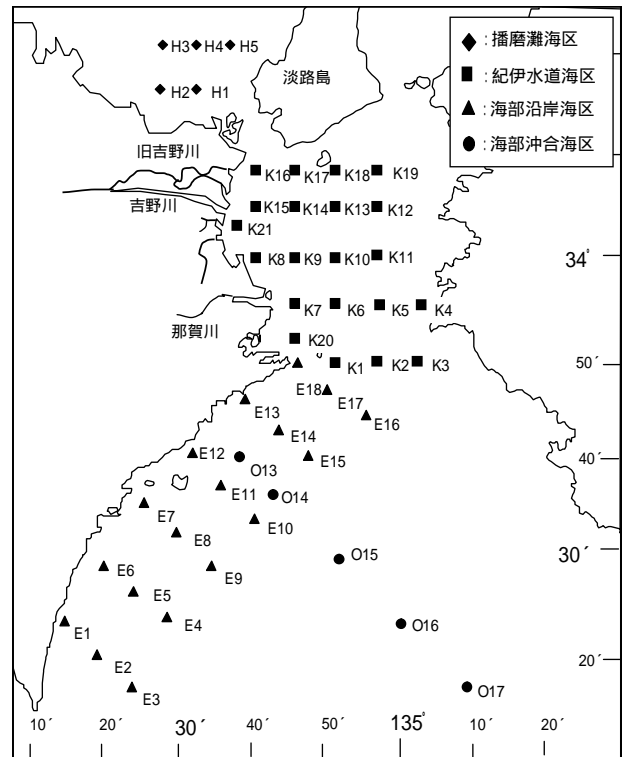 H3 H4 H5
◆ : 播磨灘海区
■ : 紀伊水道海区
▲ : 海部沿岸海区
● : 海部沖合海区
淡路島
H2 H1
旧吉野川
K16 K17 K18 K19
吉野川
K15 K14 K13 K12
K21
K8 K9 K10 K11
34°
K7 K6 K5 K4
那賀川
K20
K1 K2 K3
50´
E18
E17
E13 E16
E14
E12 O13 E15 40´
E11 O14
E7 E10
E8
O15 30´
E6 E9
E5
E1 E4 O16
E2 20´
E3 O17
10´ 20´ 30´ 40´ 50´ 135° 10´ 20´